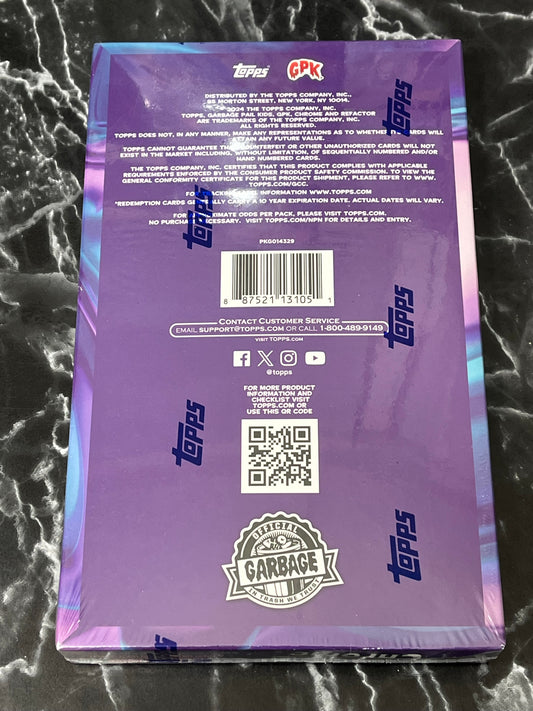 topps GPK
DISTRIBUTED BY THE TOPPS COMPANY, INC.,
95 MORTON STREET, NEW YORK, NY 10014.
2024 THE TOPPS COMPANY, INC.
TOPPS, GARBAGE PAIL KIDS, GPK, CHROME AND REFRACTOR
ARE TRADEMARKS OF THE TOPPS COMPANY, INC.
ALL RIGHTS RESERVED.
TOPPS DOES NOT, IN ANY MANNER, MAKE ANY REPRESENTATIONS AS TO WHETHER CARDS WILL
ANY FUTURE VALUE.
TOPPS CANNOT GUARANTEE COUNTERFEIT OR OTHER UNAUTHORIZED CARDS WILL NOT
EXIST IN THE MARKET INCLUDING, WITHOUT LIMITATION, OF SEQUENTIALLY NUMBERED AND/OR
HAND NUMBERED CARDS.
THE TOPPS COMPANY, INC. CERTIFIES THAT THIS PRODUCT COMPLIES WITH APPLICABLE
REQUIREMENTS ENFORCED BY THE CONSUMER PRODUCT SAFETY COMMISSION. TO VIEW THE
GENERAL CONFORMITY CERTIFICATE FOR THIS PRODUCT SHIPMENT, PLEASE REFER TO WWW.
TOPPS.COM/GCC.
INFORMATION WWW.TOPPS.COM
*REDEMPTION CARDS CARRY A 10 YEAR EXPIRATION DATE. ACTUAL DATES WILL VARY.
ODDS PER PACK, PLEASE VISIT TOPPS.COM.
NO NECESSARY. VISIT TOPPS.COM/NPN FOR DETAILS AND ENTRY.
PKG014329
8 87521 13105 1
CONTACT CUSTOMER SERVICE
EMAIL SUPPORT@TOPPS.COM OR CALL 1-800-489-9149
VISIT TOPPS.COM
@topps
FOR MORE PRODUCT
INFORMATION AND
CHECKLIST VISIT
TOPPS.COM OR
USE THIS QR CODE
OFFICIAL
GARBAGE
IN TRASH WE TRUST
topps
topps
topps
topps
topps
topps